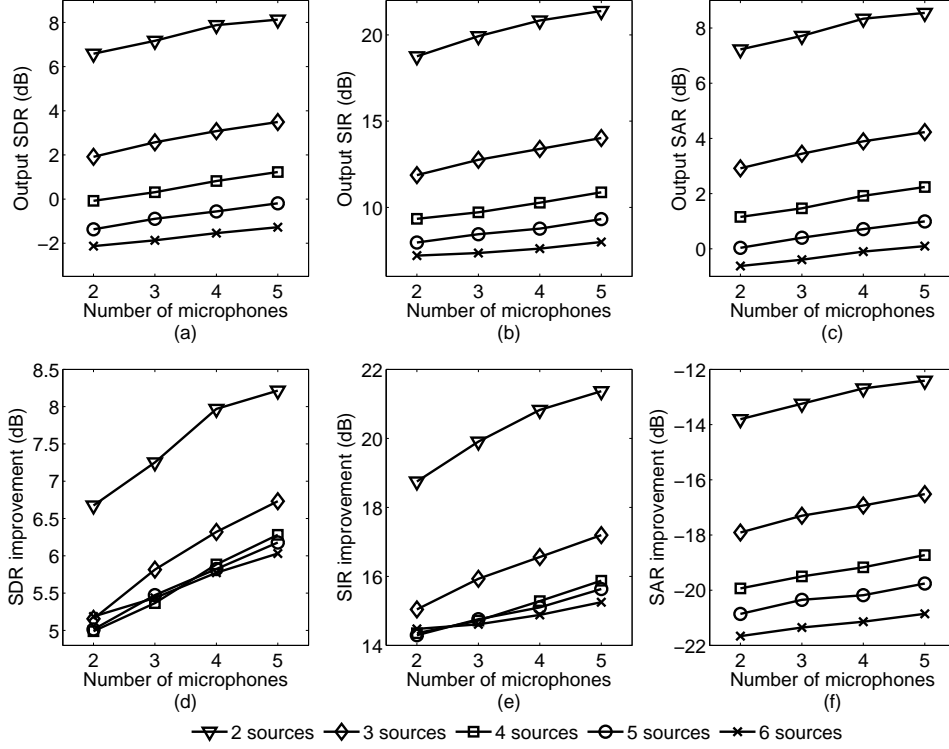 Output SDR (dB)
8
6
4
2
0
−2
2 3 4 5
Number of microphones
(a)
Output SIR (dB)
20
15
10
2 3 4 5
Number of microphones
(b)
Output SAR (dB)
8
6
4
2
0
2 3 4 5
Number of microphones
(c)
SDR improvement (dB)
8.5
8
7.5
7
6.5
6
5.5
5
2 3 4 5
Number of microphones
(d)
SIR improvement (dB)
22
20
18
16
14
2 3 4 5
Number of microphones
(e)
SAR improvement (dB)
−12
−14
−16
−18
−20
−22
2 3 4 5
Number of microphones
(f)
2 sources 3 sources 4 sources 5 sources 6 sources